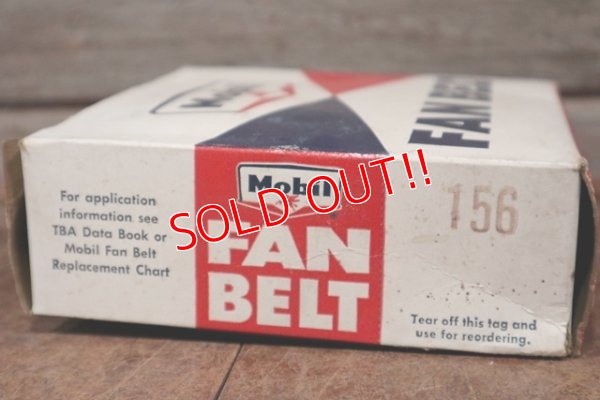 Mobil
FAN BELT
For application
information see
TBA Data Book or
Mobil Fan Belt
Replacement Chart
Mobil
FAN
BELT
SOLD OUT!!
156
Tear off this tag and
use for reordering.